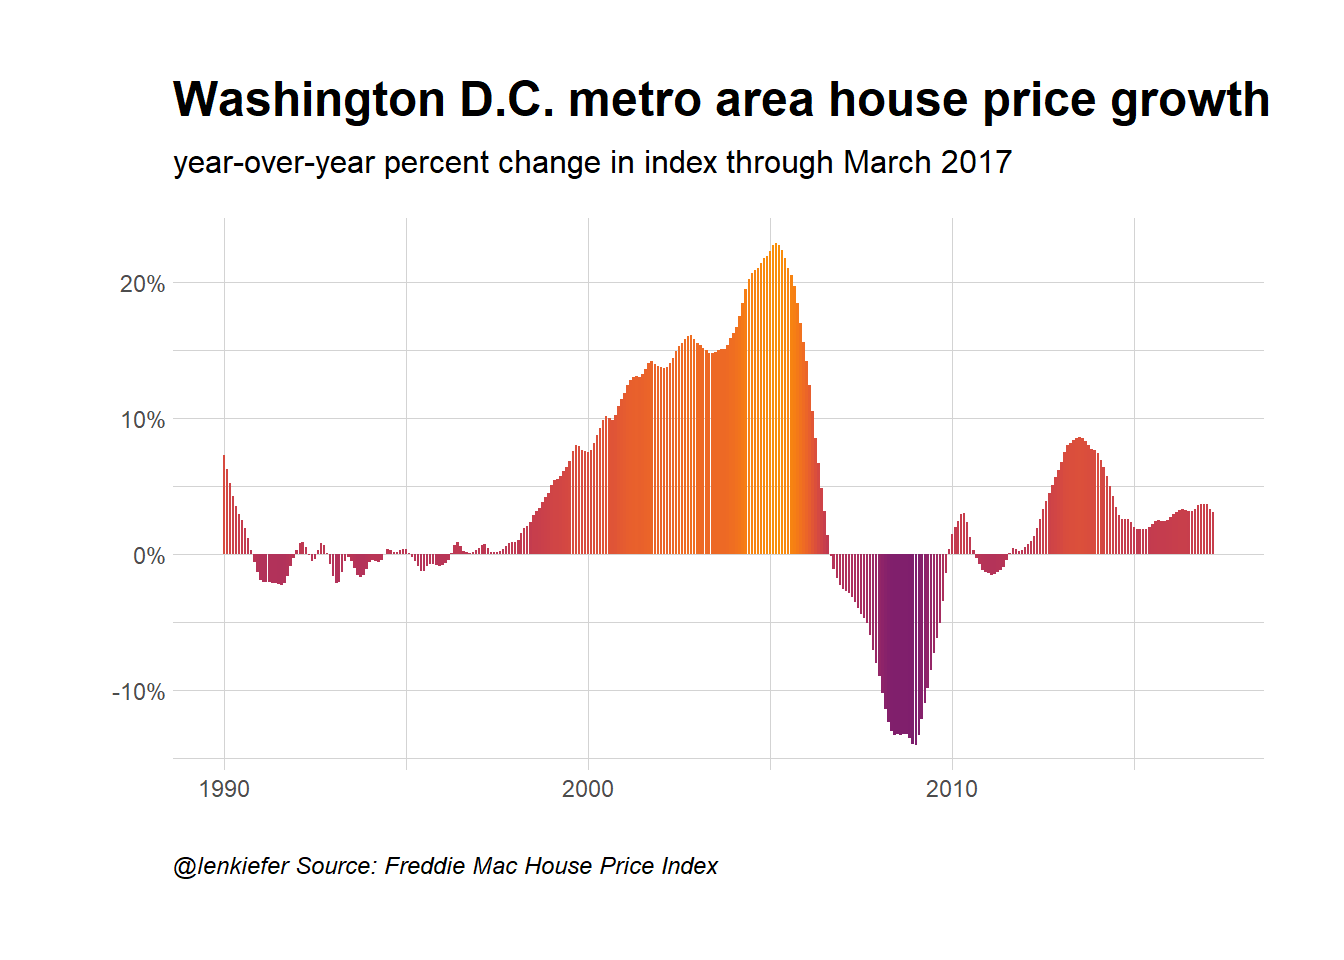 Washington D.C. metro area house price growth
year-over-year percent change in index through March 2017
20%
10%
0%
-10%
1990 2000 2010
@lenkiefer Source: Freddie Mac House Price Index